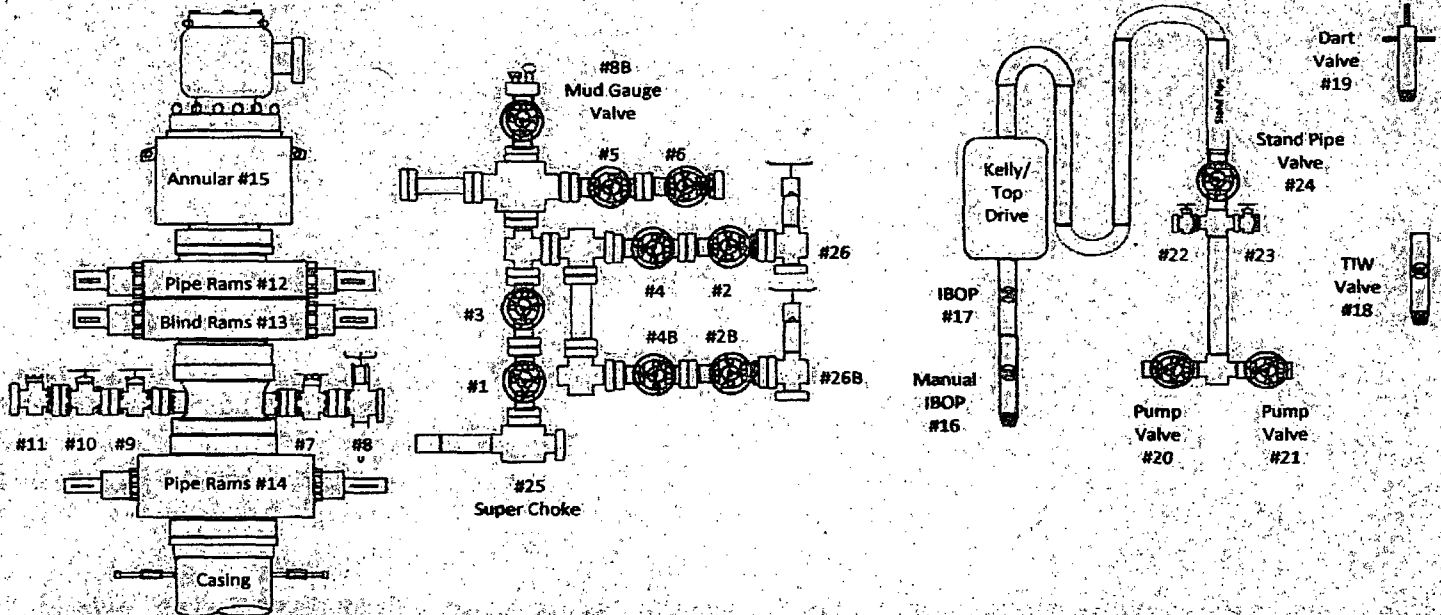 Annular #15
Pipe Rams #12
Blind Rams #13
#11
#10
#9
#7
#8
Pipe Rams #14
Casing
#8B
Mud Gauge
Valve
#5
#6
#3
#4
#2
#26
#4B
#2B
#26B
#1
#25
Super Choke
Kelly/
Top
Drive
IBOP
#17
Manual
IBOP
#16
Stand Pipe
Stand Pipe
Valve
#24
#22
#23
Pump
Valve
#20
Pump
Valve
#21
Dart
Valve
#19
TIW
Valve
#18